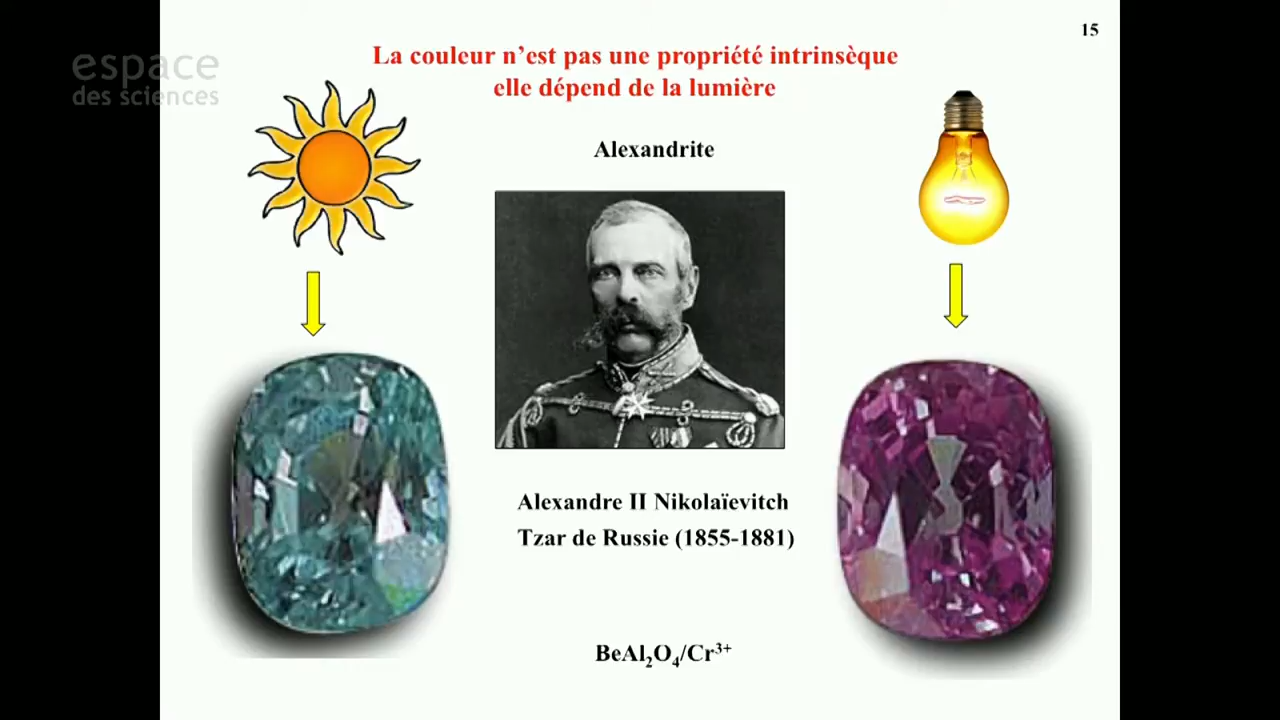 15
espace
des sciences
La couleur n’est pas une propriété intrinsèque
elle dépend de la lumière
Alexandrite
Alexandre II Nikolaïevitch
Tzar de Russie (1855-1881)
BeAl₂O₄/Cr³⁺